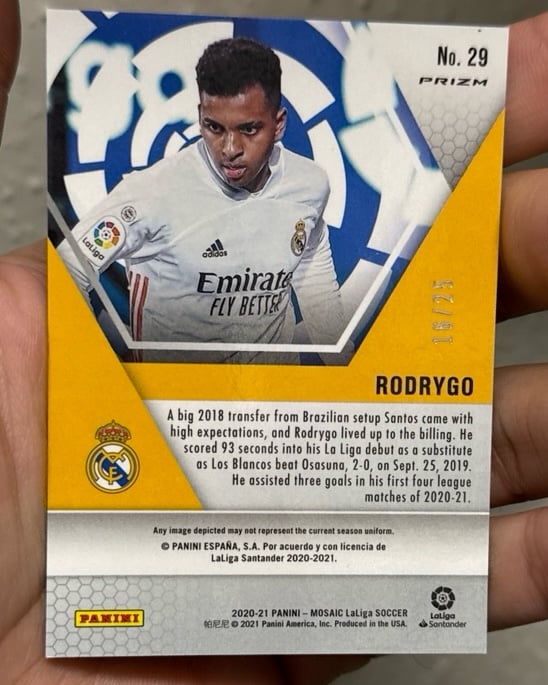 No. 29
PRIZM
LaLiga
adidas
Emirate
FLY BETTER
16/25
RODRYGO
A big 2018 transfer from Brazilian setup Santos came with
high expectations, and Rodrygo lived up to the billing. He
scored 93 seconds into his La Liga debut as a substitute
as Los Blancos beat Osasuna, 2-0, on Sept. 25, 2019.
He assisted three goals in his first four league
matches of 2020-21.
Any image depicted may not represent the current season uniform.
© PANINI ESPAÑA, S.A. Por acuerdo y con licencia de
LaLiga Santander 2020-2021.
PANINI
2020-21 PANINI – MOSAIC LaLiga SOCCER
帕尼尼 © 2021 Panini America, Inc. Produced in the USA.
LaLiga
Santander